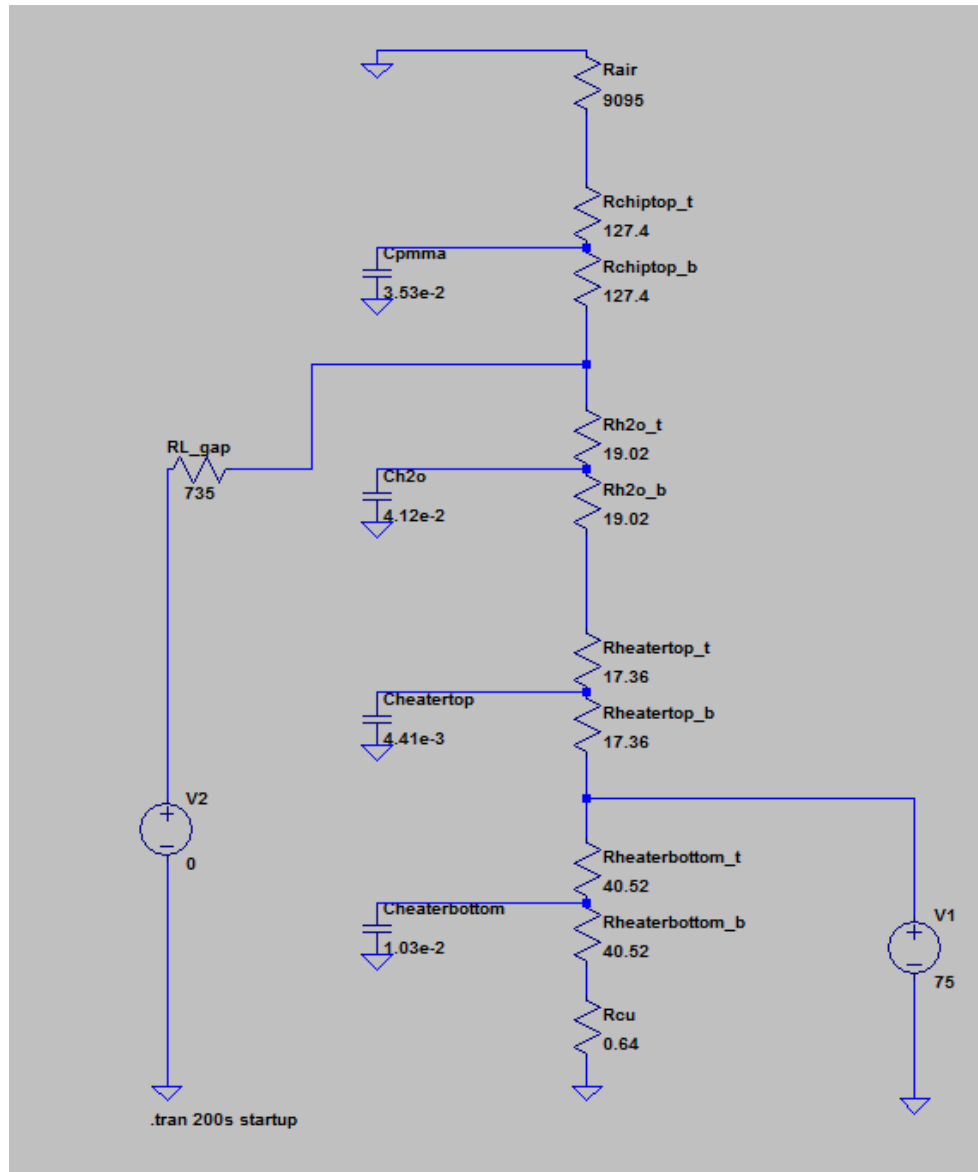 Rair
9095
Rchiptop_t
127.4
Cpmma
3.53e-2
Rchiptop_b
127.4
RL_gap
735
Rh2o_t
19.02
Ch2o
4.12e-2
Rh2o_b
19.02
Rheatertop_t
17.36
Cheatertop
4.41e-3
Rheatertop_b
17.36
V2
0
Rheaterbottom_t
40.52
Cheaterbottom
1.03e-2
Rheaterbottom_b
40.52
V1
75
Rcu
0.64
.tran 200s startup